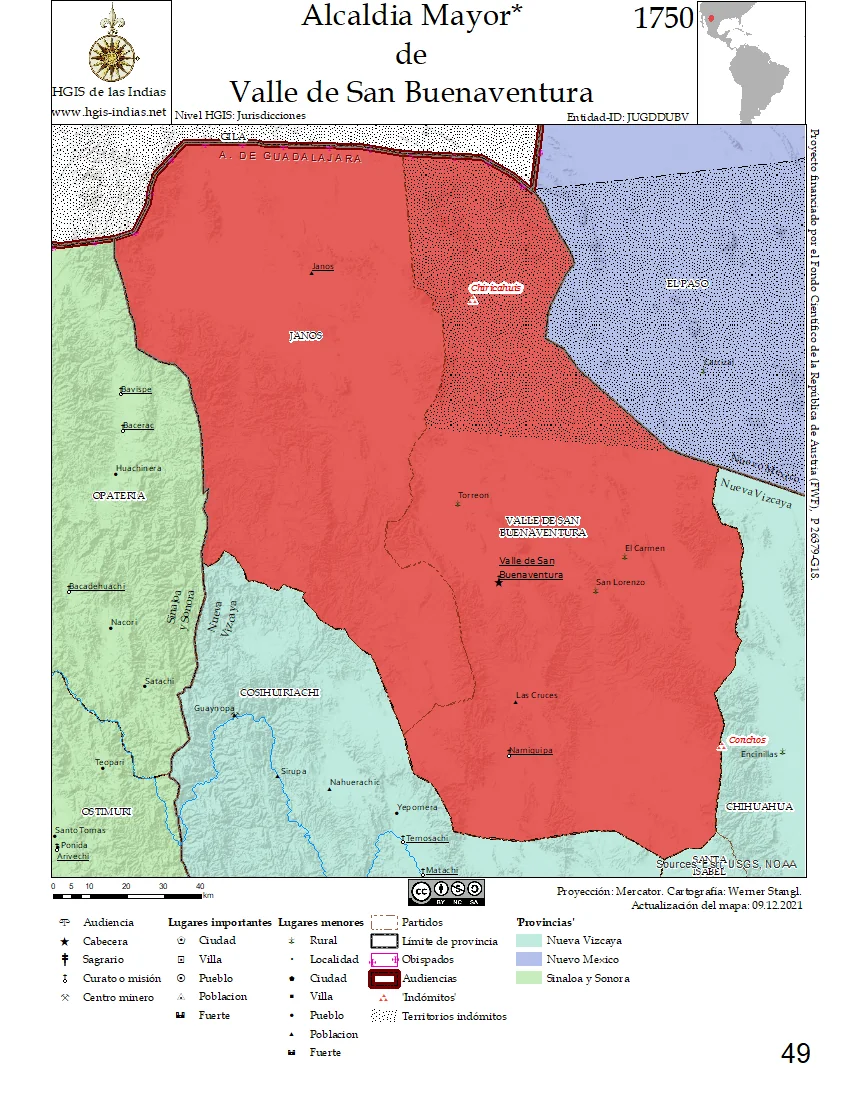 Alcaldia Mayor*
de
Valle de San Buenaventura
1750
HGIS de las Indias
www.hgis-indias.net
Nivel HGIS: Jurisdicciones
Entidad-ID: JUGDDUBV
Proyecto financiado por el Fondo Científico de la República de Austria (FWF), P 26379-G18.
GILA
A. DE GUADALAJARA
Janos
Chiricahuis
EL PASO
JANOS
Carrizal
Bavispe
Bacerac
Huachinera
OPATERIA
Nuevo Mexico
Nueva Vizcaya
Torreon
VALLE DE SAN
BUENAVENTURA
El Carmen
Valle de San
Buenaventura
San Lorenzo
Bacadehuachi
Sinaloa
y Sonora
Nueva
Vizcaya
Nacori
Satachi
COSIHUIRIACHI
Las Cruces
Guaynopa
Conchos
Namiquipa
Encinillas
Teopari
Sirupa
Nahuerachic
OSTIMURI
Yepomera
CHIHUAHUA
Santo Tomas
Ponida
Arivechi
Temosachi
Matachi
SANTA
ISABEL
Sources: Esri, USGS, NOAA
0 5 10 20 30 40
km
CC BY NC SA
Proyección: Mercator. Cartografía: Werner Stangl.
Actualización del mapa: 09.12.2021
Audiencia
Cabecera
Sagrario
Curato o misión
Centro minero
Lugares importantes
Ciudad
Villa
Pueblo
Poblacion
Fuerte
Lugares menores
Rural
Localidad
Ciudad
Villa
Pueblo
Poblacion
Fuerte
Partidos
Límite de provincia
Obispados
Audiencias
'Indómitos'
Territorios indómitos
'Provincias'
Nueva Vizcaya
Nuevo Mexico
Sinaloa y Sonora
49